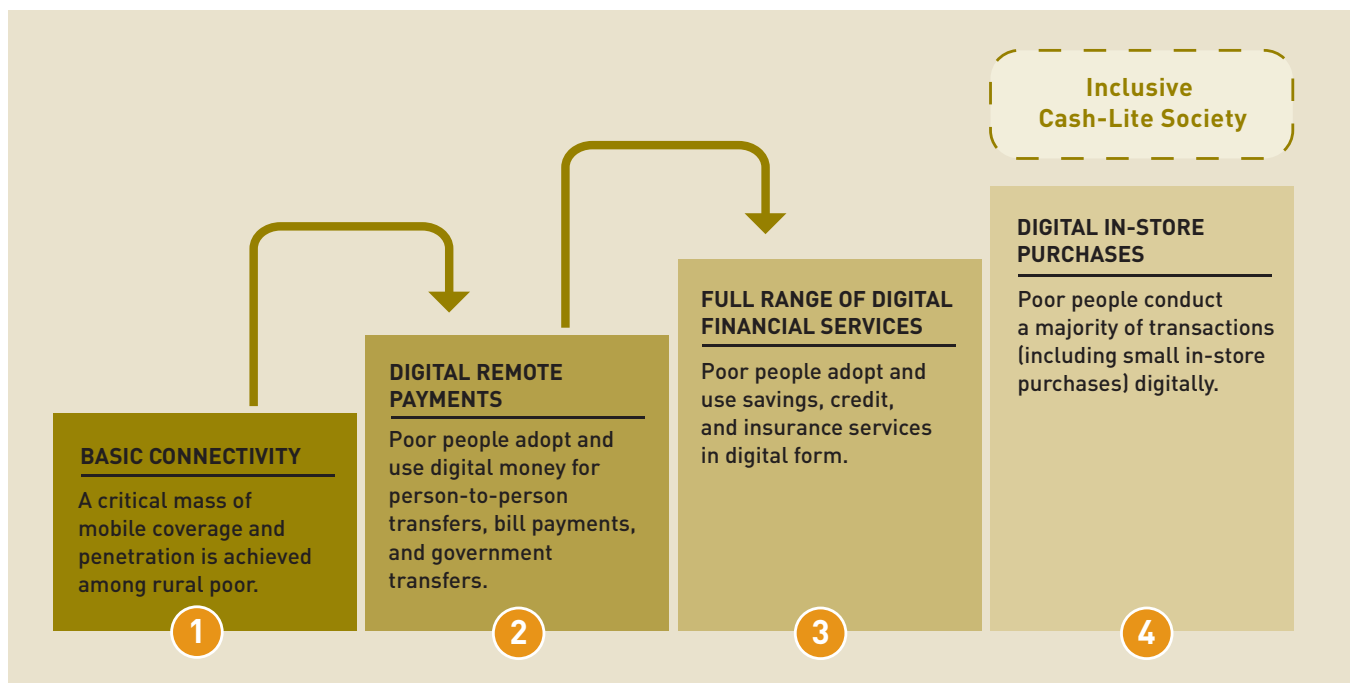 Inclusive
Cash-Lite Society
BASIC CONNECTIVITY
A critical mass of
mobile coverage and
penetration is achieved
among rural poor.
1
DIGITAL REMOTE
PAYMENTS
Poor people adopt and
use digital money for
person-to-person
transfers, bill payments,
and government
transfers.
2
FULL RANGE OF DIGITAL
FINANCIAL SERVICES
Poor people adopt and
use savings, credit,
and insurance services
in digital form.
3
DIGITAL IN-STORE
PURCHASES
Poor people conduct
a majority of transactions
(including small in-store
purchases) digitally.
4